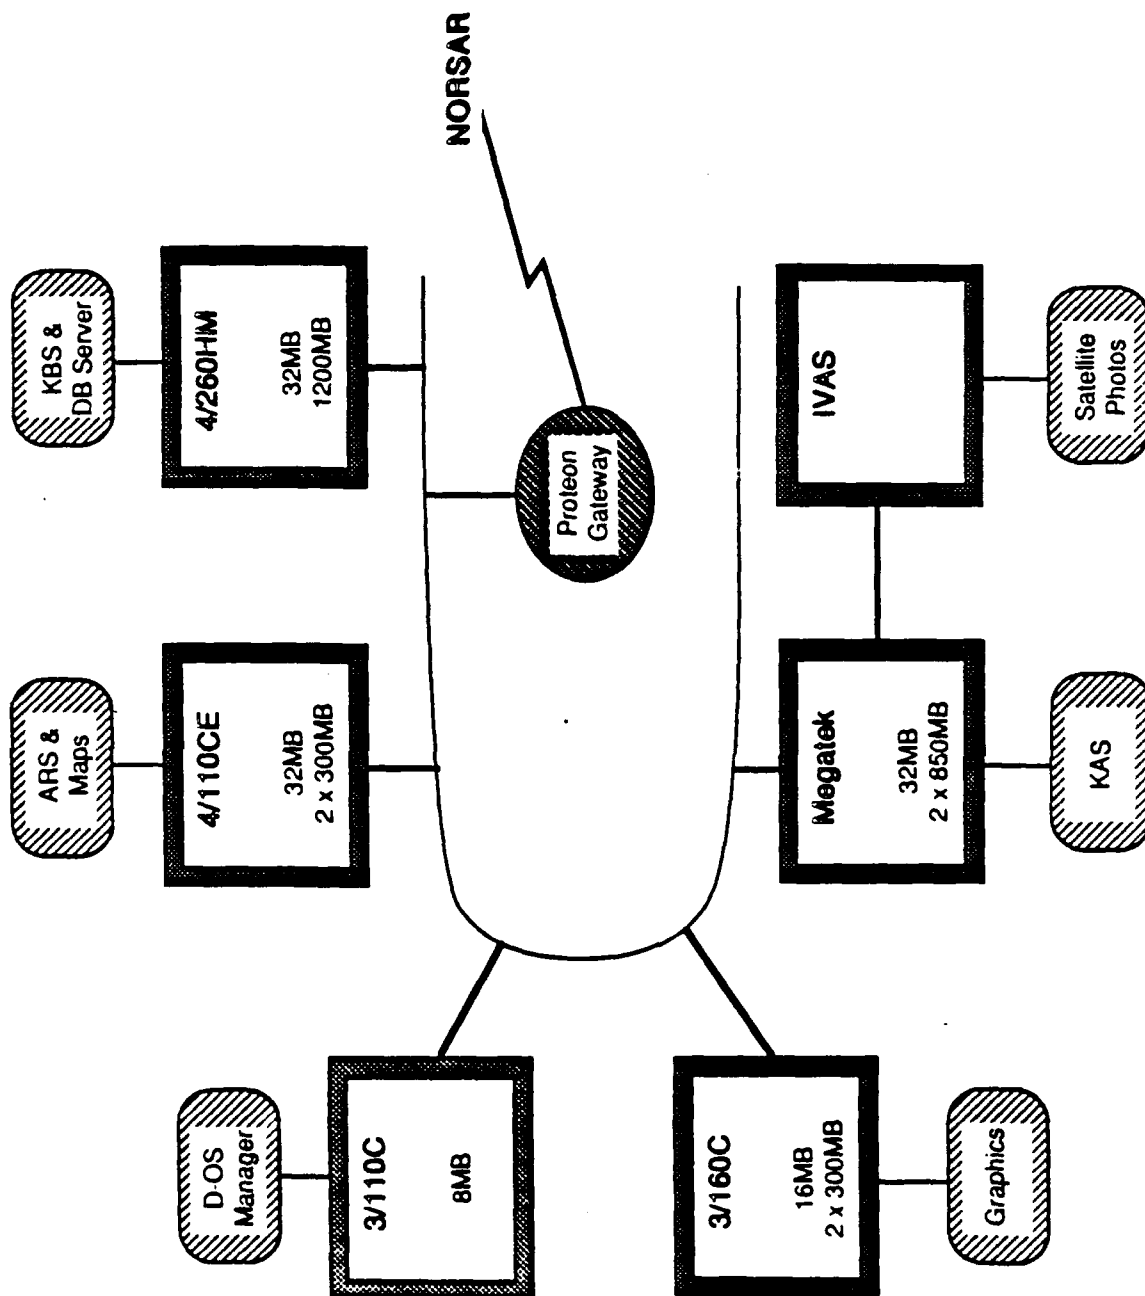 D-OS
Manager
ARS &
Maps
KBS &
DB Server
3/110C
8MB
4/110CE
32MB
2 x 300MB
4/260HM
32MB
1200MB
NORSAR
Proteon
Gateway
3/160C
16MB
2 x 300MB
Megatek
32MB
2 x 850MB
IVAS
Graphics
KAS
Satellite
Photos